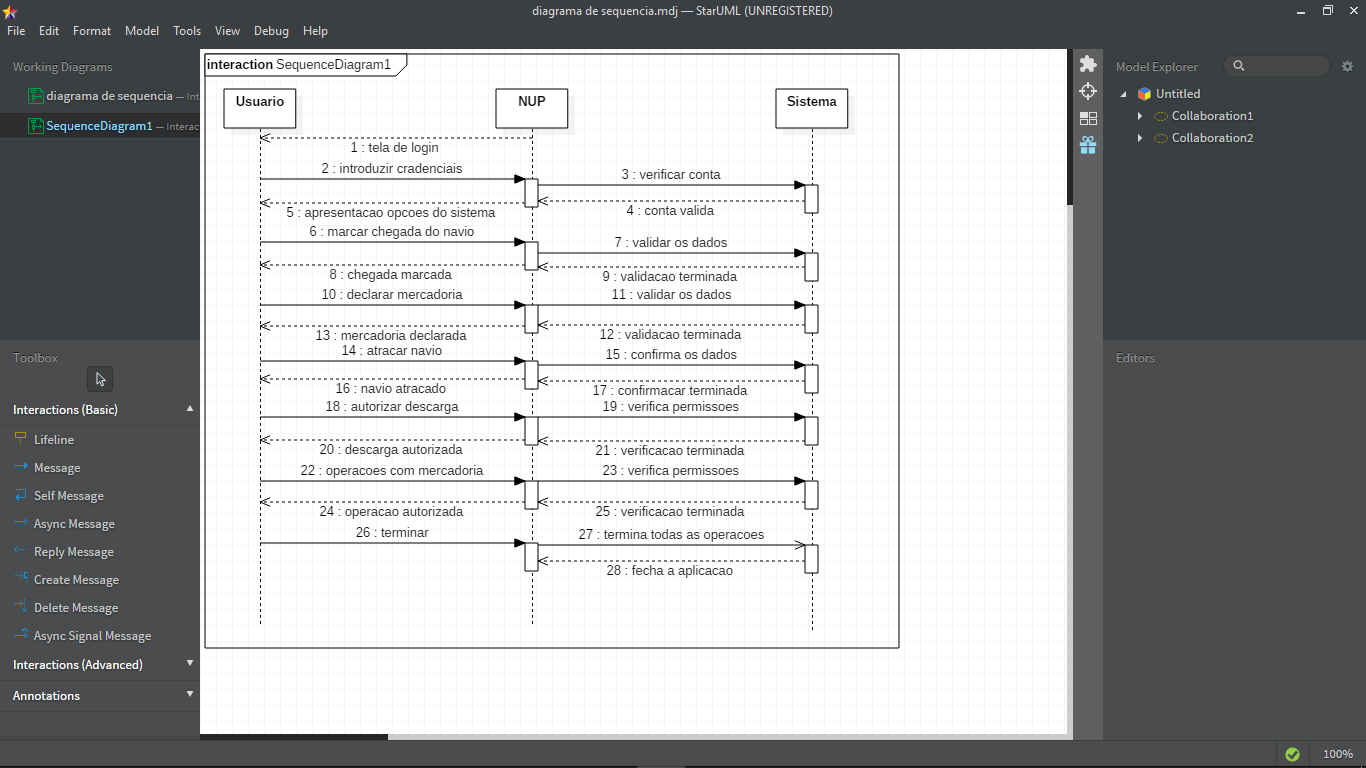 diagrama de sequencia.mdj — StarUML (UNREGISTERED)
File Edit Format Model Tools View Debug Help
Working Diagrams
diagrama de sequencia — Int
SequenceDiagram1 — Interac
Toolbox
Interactions (Basic)
Lifeline
Message
Self Message
Async Message
Reply Message
Create Message
Delete Message
Async Signal Message
Interactions (Advanced)
Annotations
interaction SequenceDiagram1
Usuario
NUP
Sistema
1 : tela de login
2 : introduzir cradenciais
3 : verificar conta
4 : conta valida
5 : apresentacao opcoes do sistema
6 : marcar chegada do navio
7 : validar os dados
8 : chegada marcada
9 : validacao terminada
10 : declarar mercadoria
11 : validar os dados
12 : validacao terminada
13 : mercadoria declarada
14 : atracar navio
15 : confirma os dados
16 : navio atracado
17 : confirmacar terminada
18 : autorizar descarga
19 : verifica permissoes
20 : descarga autorizada
21 : verificacao terminada
22 : operacoes com mercadoria
23 : verifica permissoes
24 : operacao autorizada
25 : verificacao terminada
26 : terminar
27 : termina todas as operacoes
28 : fecha a aplicacao
Model Explorer
Untitled
Collaboration1
Collaboration2
Editors
100%